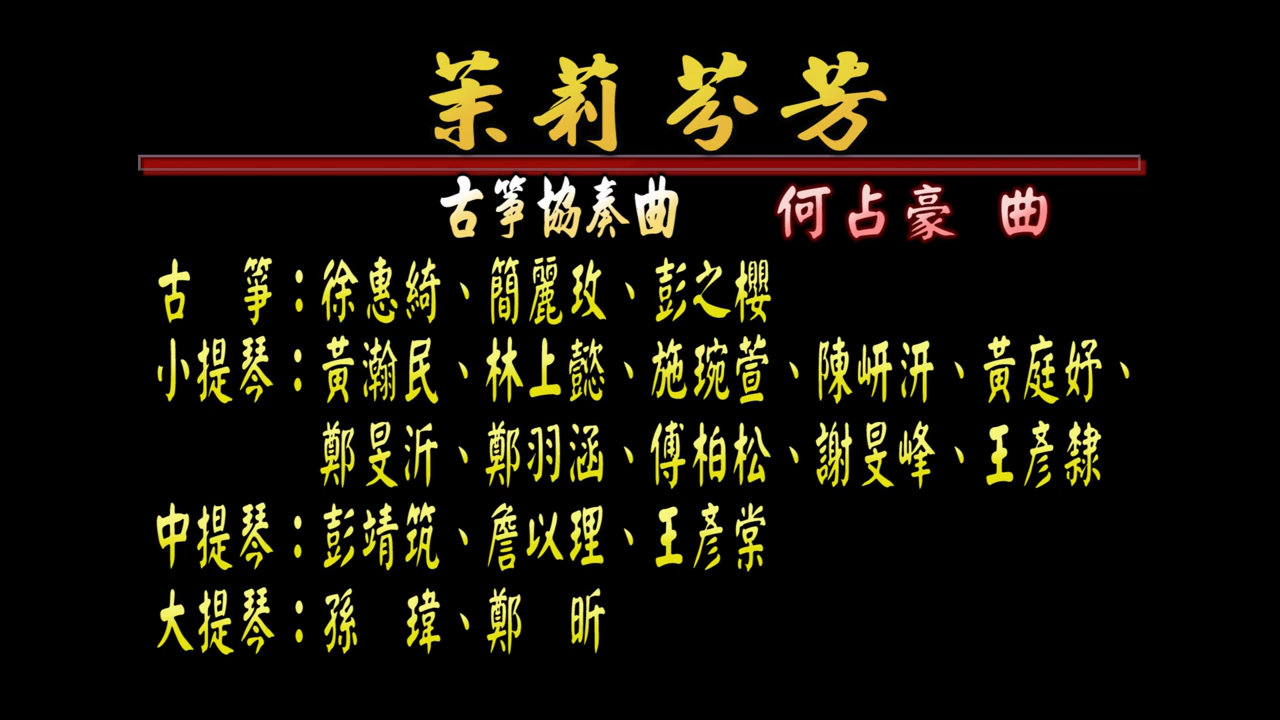 茉莉芬芳
古箏協奏曲 何占豪 曲
古 箏：徐惠綺、簡麗玫、彭之櫻
小提琴：黃瀚民、林上懿、施琬萱、陳岍汧、黃庭妤、
鄭旻沂、鄭羽涵、傅柏松、謝旻峰、王彥隸
中提琴：彭靖筑、詹以理、王彥棠
大提琴：孫 瑋、鄭 昕